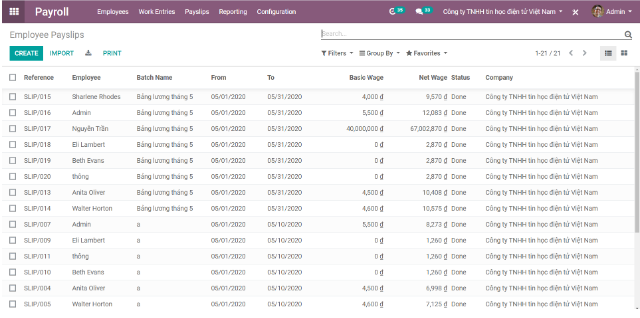 Payroll Employees Work Entries Payslips Reporting Configuration Công ty TNHH tin học điện tử Việt Nam Admin
Employee Payslips Search...
CREATE IMPORT PRINT Filters Group By Favorites 1-21 / 21
Reference Employee Batch Name From To Basic Wage Net Wage Status Company
SLIP/015 Sharlene Rhodes Bảng lương tháng 5 05/01/2020 05/31/2020 4,000 ₫ 9,570 ₫ Done Công ty TNHH tin học điện tử Việt Nam
SLIP/016 Admin Bảng lương tháng 5 05/01/2020 05/31/2020 5,500 ₫ 12,083 ₫ Done Công ty TNHH tin học điện tử Việt Nam
SLIP/017 Nguyễn Trần Bảng lương tháng 5 05/01/2020 05/31/2020 40,000,000 ₫ 67,002,870 ₫ Done Công ty TNHH tin học điện tử Việt Nam
SLIP/018 Eli Lambert Bảng lương tháng 5 05/01/2020 05/31/2020 0 ₫ 2,870 ₫ Done Công ty TNHH tin học điện tử Việt Nam
SLIP/019 Beth Evans Bảng lương tháng 5 05/01/2020 05/31/2020 0 ₫ 2,870 ₫ Done Công ty TNHH tin học điện tử Việt Nam
SLIP/020 thông Bảng lương tháng 5 05/01/2020 05/31/2020 0 ₫ 2,870 ₫ Done Công ty TNHH tin học điện tử Việt Nam
SLIP/013 Anita Oliver Bảng lương tháng 5 05/01/2020 05/31/2020 4,500 ₫ 10,408 ₫ Done Công ty TNHH tin học điện tử Việt Nam
SLIP/014 Walter Horton Bảng lương tháng 5 05/01/2020 05/31/2020 4,600 ₫ 10,575 ₫ Done Công ty TNHH tin học điện tử Việt Nam
SLIP/007 Admin a 05/01/2020 05/10/2020 5,500 ₫ 8,273 ₫ Done Công ty TNHH tin học điện tử Việt Nam
SLIP/009 Eli Lambert a 05/01/2020 05/10/2020 0 ₫ 1,260 ₫ Done Công ty TNHH tin học điện tử Việt Nam
SLIP/011 thông a 05/01/2020 05/10/2020 0 ₫ 1,260 ₫ Done Công ty TNHH tin học điện tử Việt Nam
SLIP/010 Beth Evans a 05/01/2020 05/10/2020 0 ₫ 1,260 ₫ Done Công ty TNHH tin học điện tử Việt Nam
SLIP/004 Anita Oliver a 05/01/2020 05/10/2020 4,500 ₫ 6,998 ₫ Done Công ty TNHH tin học điện tử Việt Nam
SLIP/005 Walter Horton a 05/01/2020 05/10/2020 4,600 ₫ 7,125 ₫ Done Công ty TNHH tin học điện tử Việt Nam